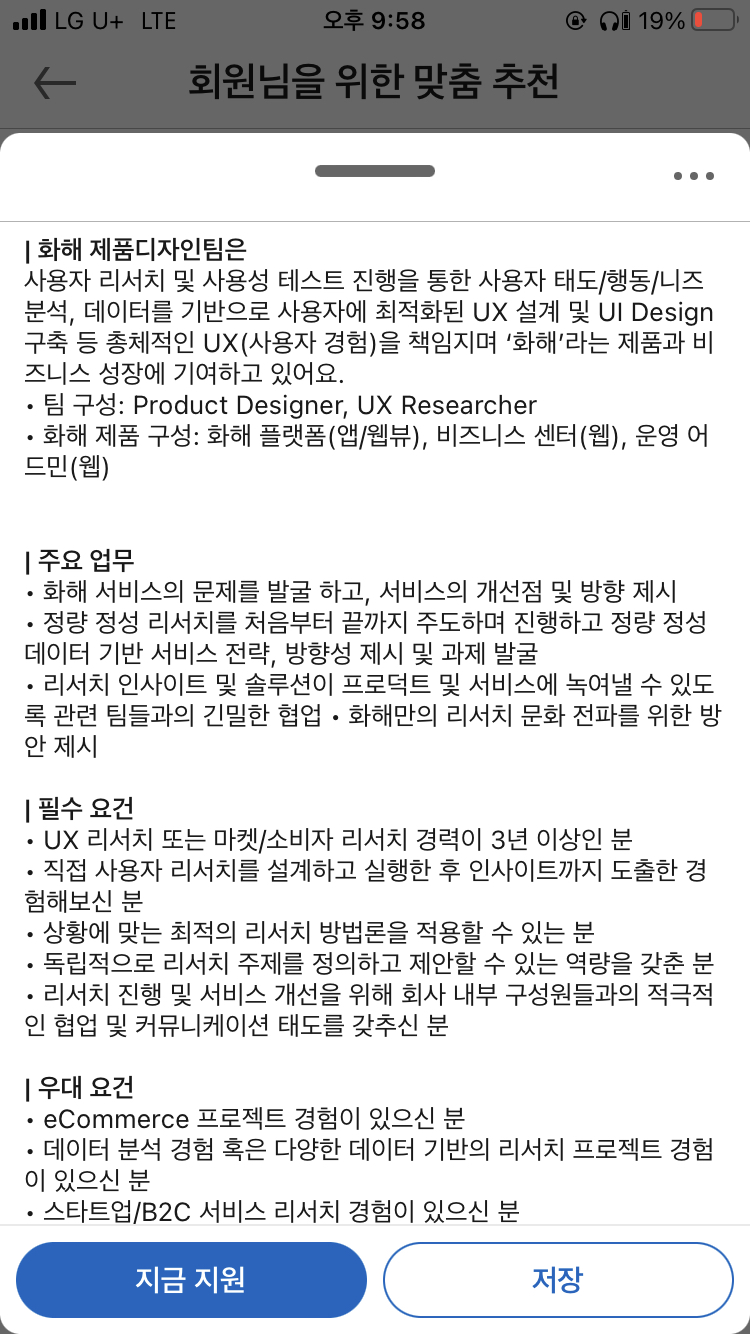 LG U+ LTE 오후 9:58 19%
회원님을 위한 맞춤 추천
| 화해 제품디자인팀은
사용자 리서치 및 사용성 테스트 진행을 통한 사용자 태도/행동/니즈
분석, 데이터를 기반으로 사용자에 최적화된 UX 설계 및 UI Design
구축 등 총체적인 UX(사용자 경험)을 책임지며 ‘화해’라는 제품과 비
즈니스 성장에 기여하고 있어요.
• 팀 구성: Product Designer, UX Researcher
• 화해 제품 구성: 화해 플랫폼(앱/웹뷰), 비즈니스 센터(웹), 운영 어
드민(웹)
| 주요 업무
• 화해 서비스의 문제를 발굴 하고, 서비스의 개선점 및 방향 제시
• 정량 정성 리서치를 처음부터 끝까지 주도하며 진행하고 정량 정성
데이터 기반 서비스 전략, 방향성 제시 및 과제 발굴
• 리서치 인사이트 및 솔루션이 프로덕트 및 서비스에 녹여낼 수 있도
록 관련 팀들과의 긴밀한 협업 • 화해만의 리서치 문화 전파를 위한 방
안 제시
| 필수 요건
• UX 리서치 또는 마켓/소비자 리서치 경력이 3년 이상인 분
• 직접 사용자 리서치를 설계하고 실행한 후 인사이트까지 도출한 경
험해보신 분
• 상황에 맞는 최적의 리서치 방법론을 적용할 수 있는 분
• 독립적으로 리서치 주제를 정의하고 제안할 수 있는 역량을 갖춘 분
• 리서치 진행 및 서비스 개선을 위해 회사 내부 구성원들과의 적극적
인 협업 및 커뮤니케이션 태도를 갖추신 분
| 우대 요건
• eCommerce 프로젝트 경험이 있으신 분
• 데이터 분석 경험 혹은 다양한 데이터 기반의 리서치 프로젝트 경험
이 있으신 분
• 스타트업/B2C 서비스 리서치 경험이 있으신 분
지금 지원 저장